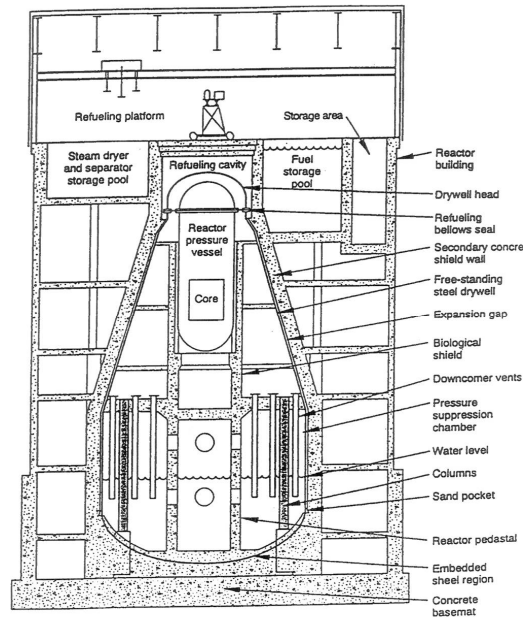 Refueling platform
Storage area
Steam dryer
and separator
storage pool
Refueling cavity
Fuel
storage
pool
Reactor
building
Drywell head
Refueling
bellows seal
Reactor
pressure
vessel
Secondary concre
shield wall
Free-standing
steel drywell
Core
Expansion gap
Biological
shield
Downcomer vents
Pressure
suppression
chamber
Water level
Columns
Sand pocket
Reactor pedastal
Embedded
sheel region
Concrete
basemat